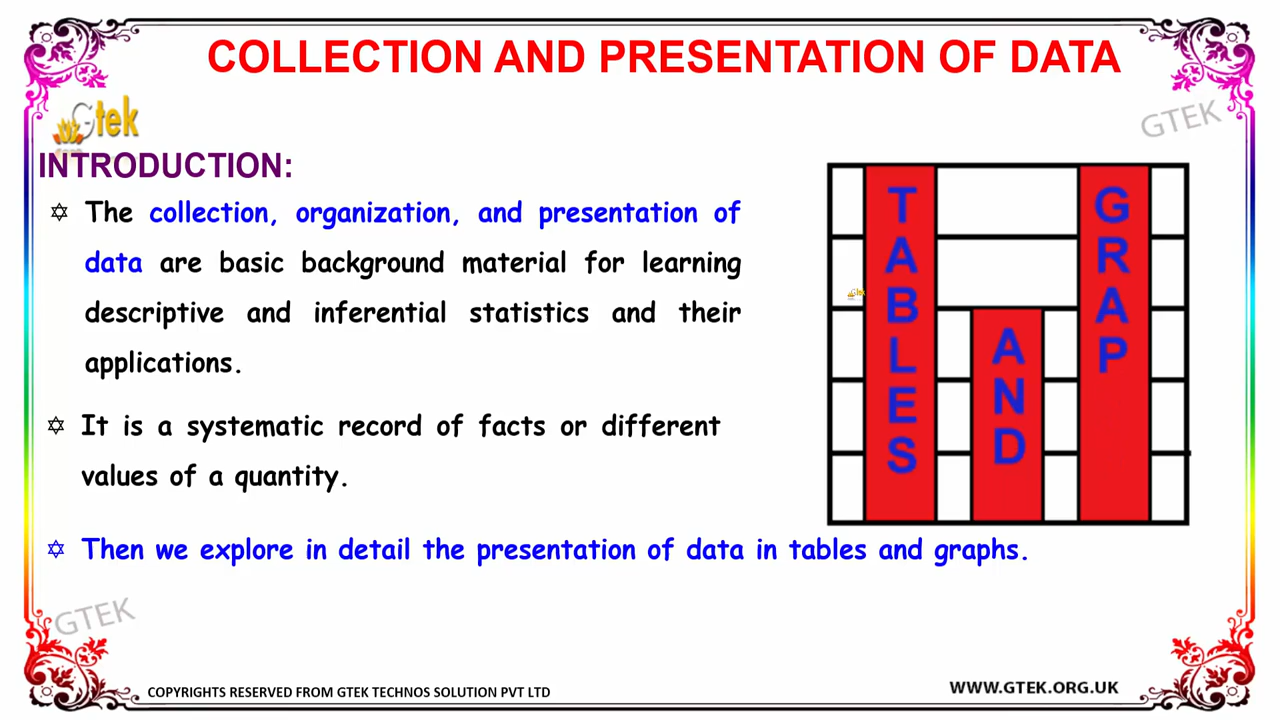 COLLECTION AND PRESENTATION OF DATA
Gtek
GTEK
INTRODUCTION:
The collection, organization, and presentation of
data are basic background material for learning
descriptive and inferential statistics and their
applications.
It is a systematic record of facts or different
values of a quantity.
Then we explore in detail the presentation of data in tables and graphs.
TABLES
AND
GRAP
Gtek
GTEK
COPYRIGHTS RESERVED FROM GTEK TECHNOS SOLUTION PVT LTD
WWW.GTEK.ORG.UK